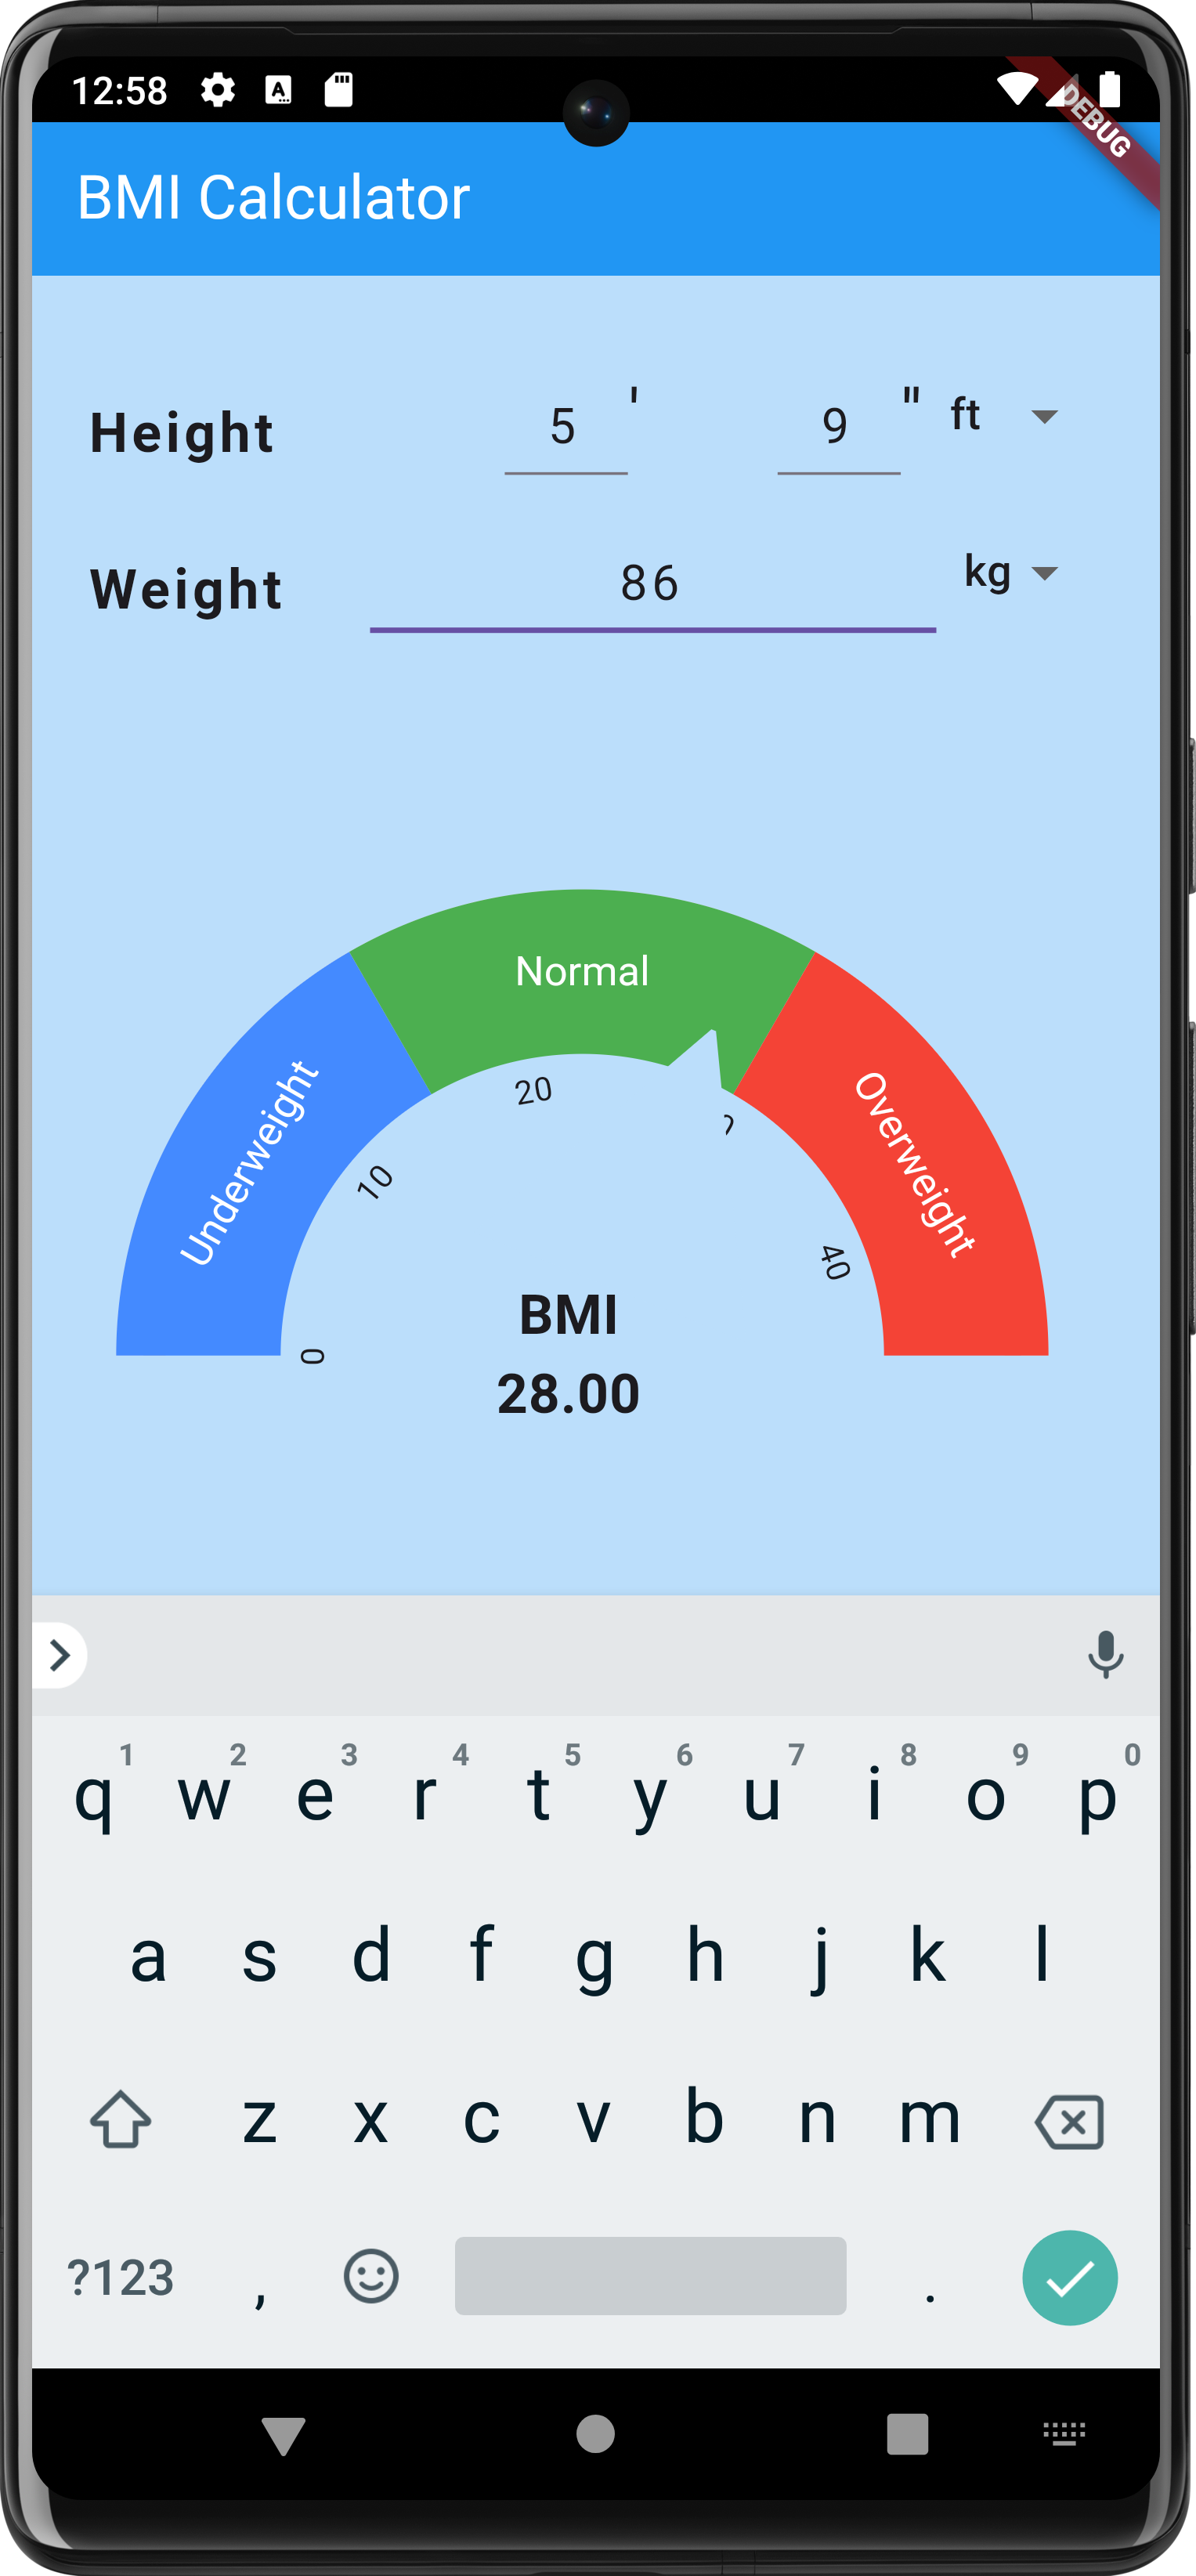 12:58
DEBUG
BMI Calculator
Height 5 ' 9 " ft
Weight 86 kg
Normal
Underweight
Overweight
20
10
40
0
BMI
28.00
1 2 3 4 5 6 7 8 9 0
q w e r t y u i o p
a s d f g h j k l
z x c v b n m
?123 , .